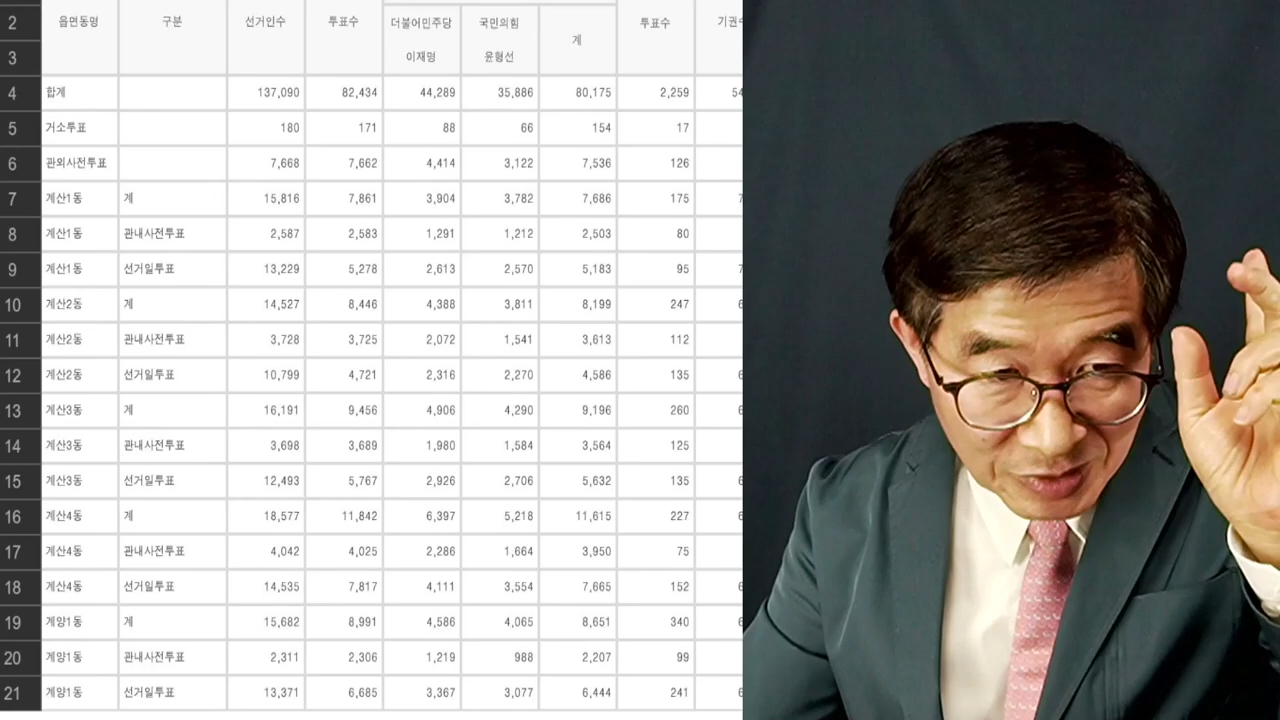 2 읍면동명 구분 선거인수 투표수 더불어민주당 국민의힘 계 투표수
3 이재명 윤형선
4 합계 137,090 82,434 44,289 35,886 80,175 2,259
5 거소투표 180 171 88 66 154 17
6 관외사전투표 7,668 7,662 4,414 3,122 7,536 126
7 계산1동 계 15,816 7,861 3,904 3,782 7,686 175
8 계산1동 관내사전투표 2,587 2,583 1,291 1,212 2,503 80
9 계산1동 선거일투표 13,229 5,278 2,613 2,570 5,183 95
10 계산2동 계 14,527 8,446 4,388 3,811 8,199 247
11 계산2동 관내사전투표 3,728 3,725 2,072 1,541 3,613 112
12 계산2동 선거일투표 10,799 4,721 2,316 2,270 4,586 135
13 계산3동 계 16,191 9,456 4,906 4,290 9,196 260
14 계산3동 관내사전투표 3,698 3,689 1,980 1,584 3,564 125
15 계산3동 선거일투표 12,493 5,767 2,926 2,706 5,632 135
16 계산4동 계 18,577 11,842 6,397 5,218 11,615 227
17 계산4동 관내사전투표 4,042 4,025 2,286 1,664 3,950 75
18 계산4동 선거일투표 14,535 7,817 4,111 3,554 7,665 152
19 계양1동 계 15,682 8,991 4,586 4,065 8,651 340
20 계양1동 관내사전투표 2,311 2,306 1,219 988 2,207 99
21 계양1동 선거일투표 13,371 6,685 3,367 3,077 6,444 241